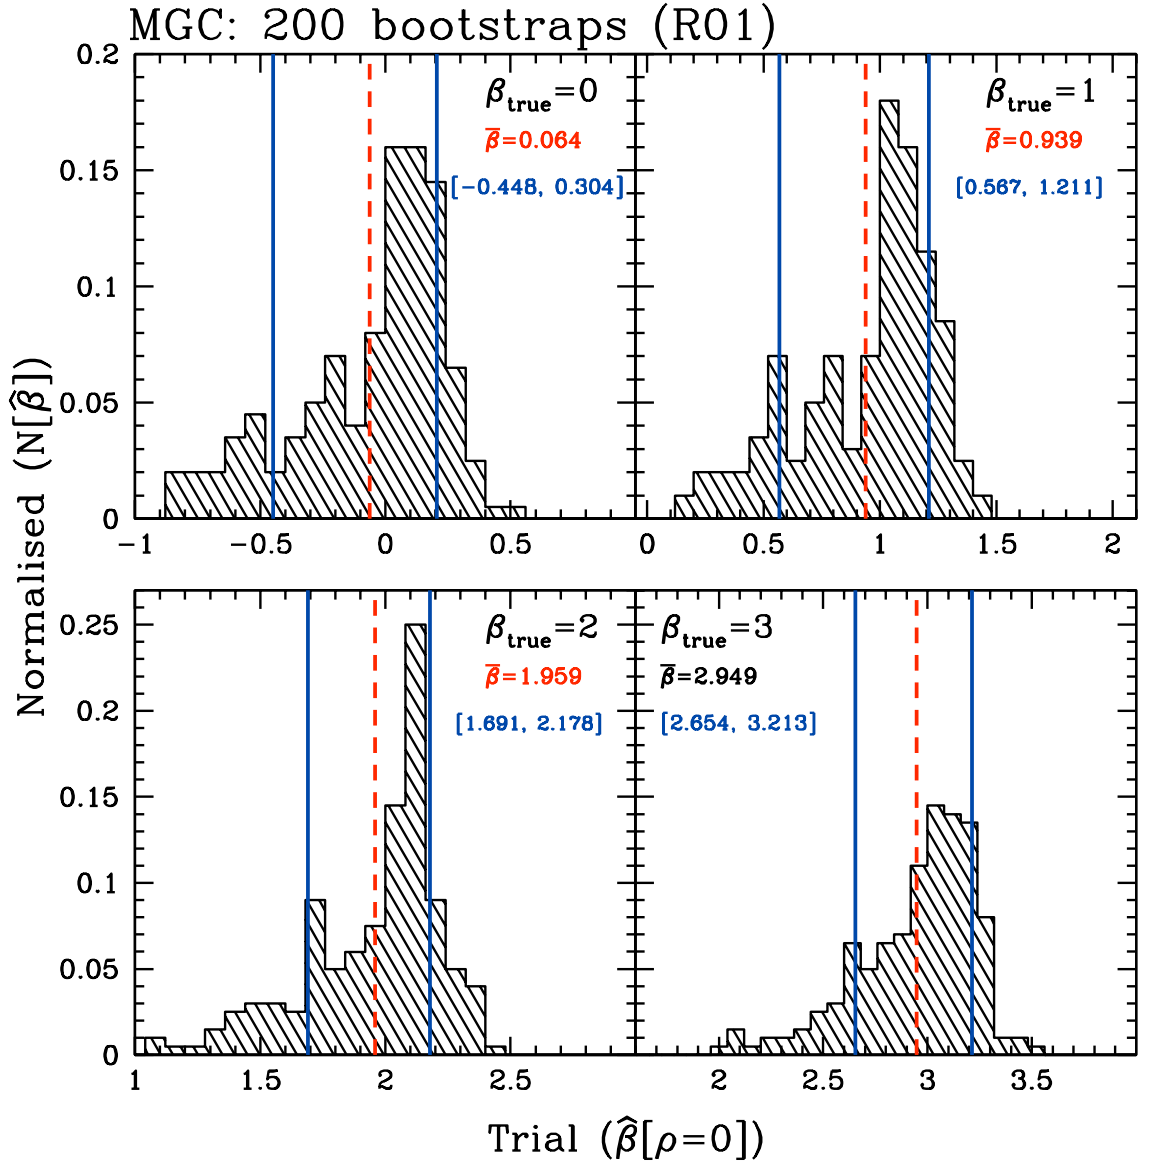 MGC: 200 bootstraps (R01)
Normalised (N[β̂])
0.2
0.15
0.1
0.05
0
β_true=0
β̅=0.064
[−0.448, 0.304]
−1 −0.5 0 0.5
β_true=1
β̅=0.939
[0.567, 1.211]
0 0.5 1 1.5 2
0.25
0.2
0.15
0.1
0.05
0
β_true=2
β̅=1.959
[1.691, 2.178]
1 1.5 2 2.5
β_true=3
β̅=2.949
[2.654, 3.213]
2 2.5 3 3.5
Trial (β̂[ρ=0])